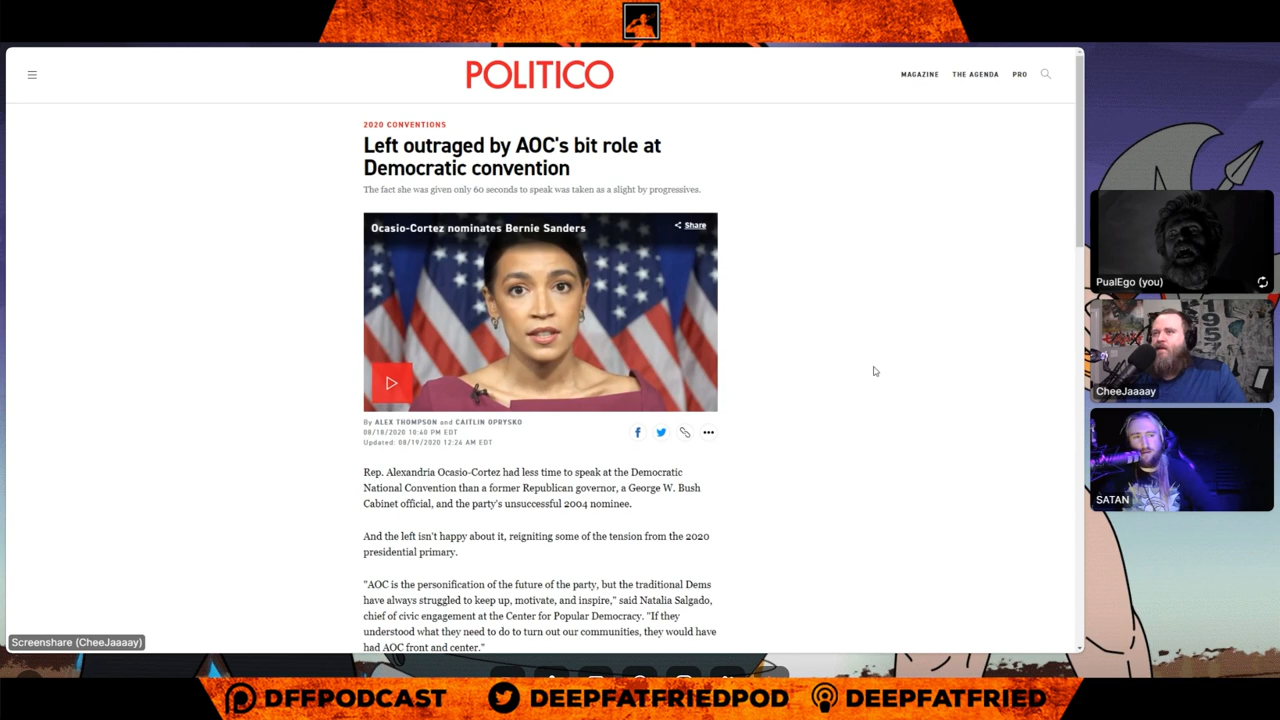 POLITICO
MAGAZINE
THE AGENDA
PRO
2020 CONVENTIONS
Left outraged by AOC's bit role at
Democratic convention
The fact she was given only 60 seconds to speak was taken as a slight by progressives.
Ocasio-Cortez nominates Bernie Sanders
Share
By ALEX THOMPSON and CAITLIN OPRYSKO
08/18/2020 10:40 PM EDT
Updated: 08/19/2020 12:24 AM EDT
Rep. Alexandria Ocasio-Cortez had less time to speak at the Democratic
National Convention than a former Republican governor, a George W. Bush
Cabinet official, and the party's unsuccessful 2004 nominee.
And the left isn't happy about it, reigniting some of the tension from the 2020
presidential primary.
"AOC is the personification of the future of the party, but the traditional Dems
have always struggled to keep up, motivate, and inspire," said Natalia Salgado,
chief of civic engagement at the Center for Popular Democracy. "If they
understood what they need to do to turn out our communities, they would have
had AOC front and center."
Screenshare (CheeJaaaay)
PualEgo (you)
CheeJaaaay
SATAN
DFFPODCAST
DEEPFATFRIEDPOD
DEEPFATFRIED